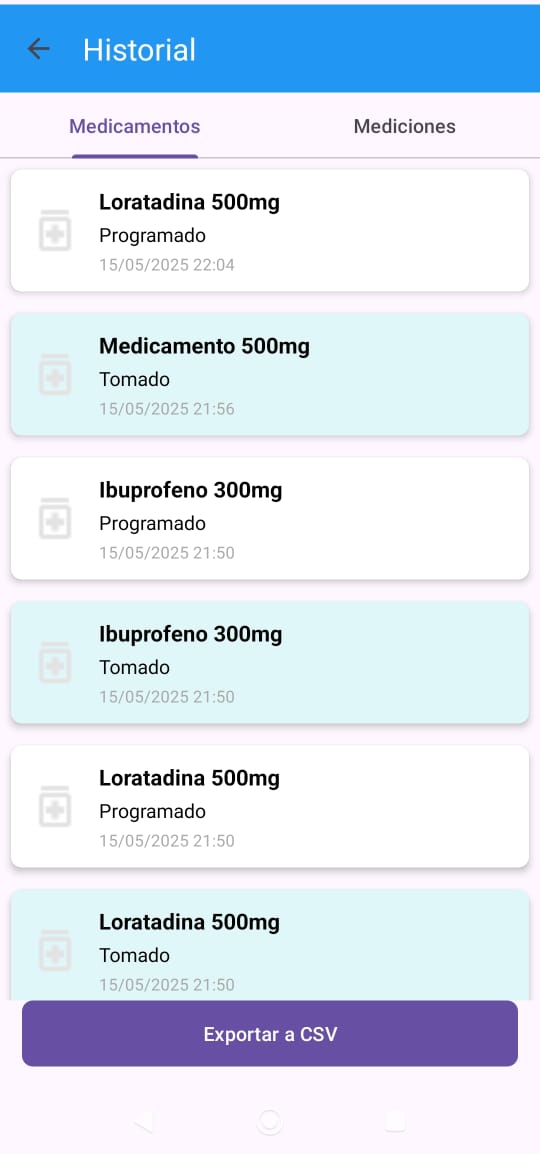 Historial
Medicamentos
Mediciones
Loratadina 500mg
Programado
15/05/2025 22:04
Medicamento 500mg
Tomado
15/05/2025 21:56
Ibuprofeno 300mg
Programado
15/05/2025 21:50
Ibuprofeno 300mg
Tomado
15/05/2025 21:50
Loratadina 500mg
Programado
15/05/2025 21:50
Loratadina 500mg
Tomado
15/05/2025 21:50
Exportar a CSV